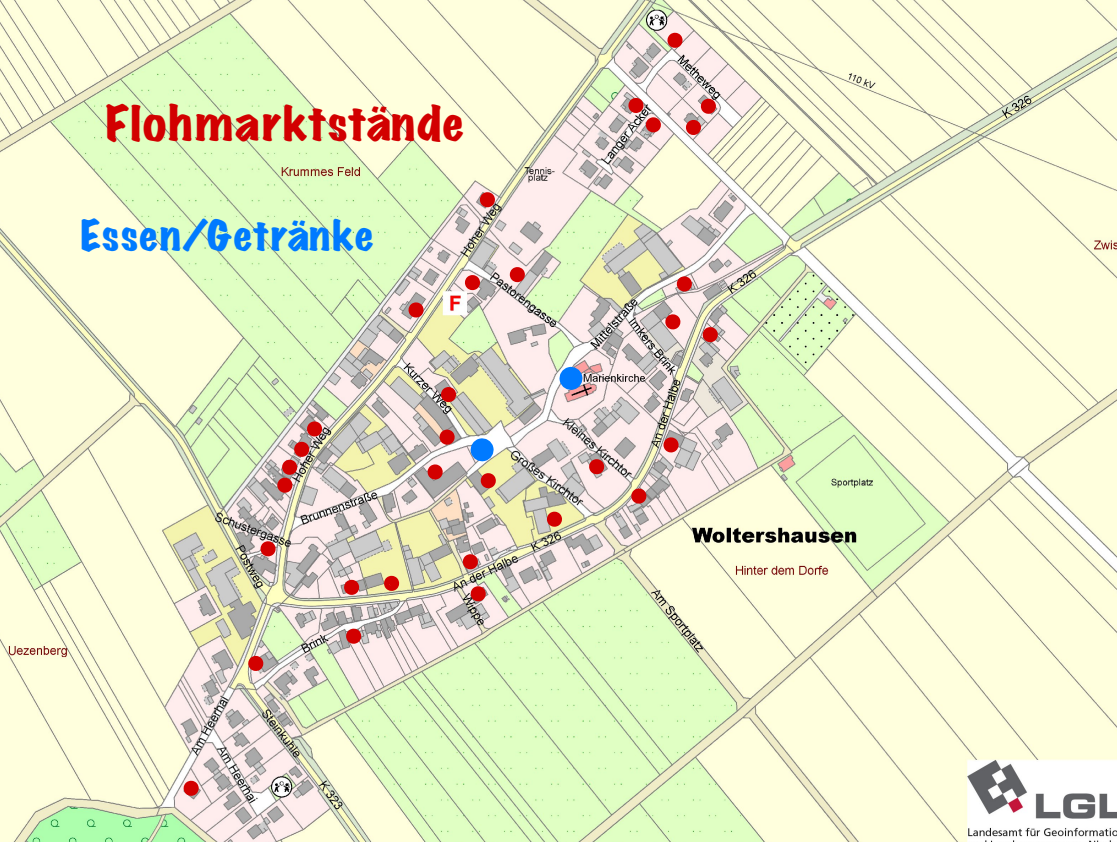 Metheweg
110 kV
K 326
Flohmarktstände
Langer Acker
Krummes Feld
Tennis-
platz
Essen/Getränke
Hoher Weg
Zwis
Pastorengasse
K 326
F
Mittelstraße
Imkers Brink
Kurzer Weg
Marienkirche
An der Halbe
Kleines Kirchtor
Hoher Weg
Großes Kirchtor
Sportplatz
Brunnenstraße
Schustergasse
Woltershausen
K 326
Postweg
An der Halbe
Hinter dem Dorfe
Wippe
Am Sportplatz
Brink
Uezenberg
Am Heerhai
Steinkuhle
Am Heerhai
K 323
LGL
Landesamt für Geoinformatio